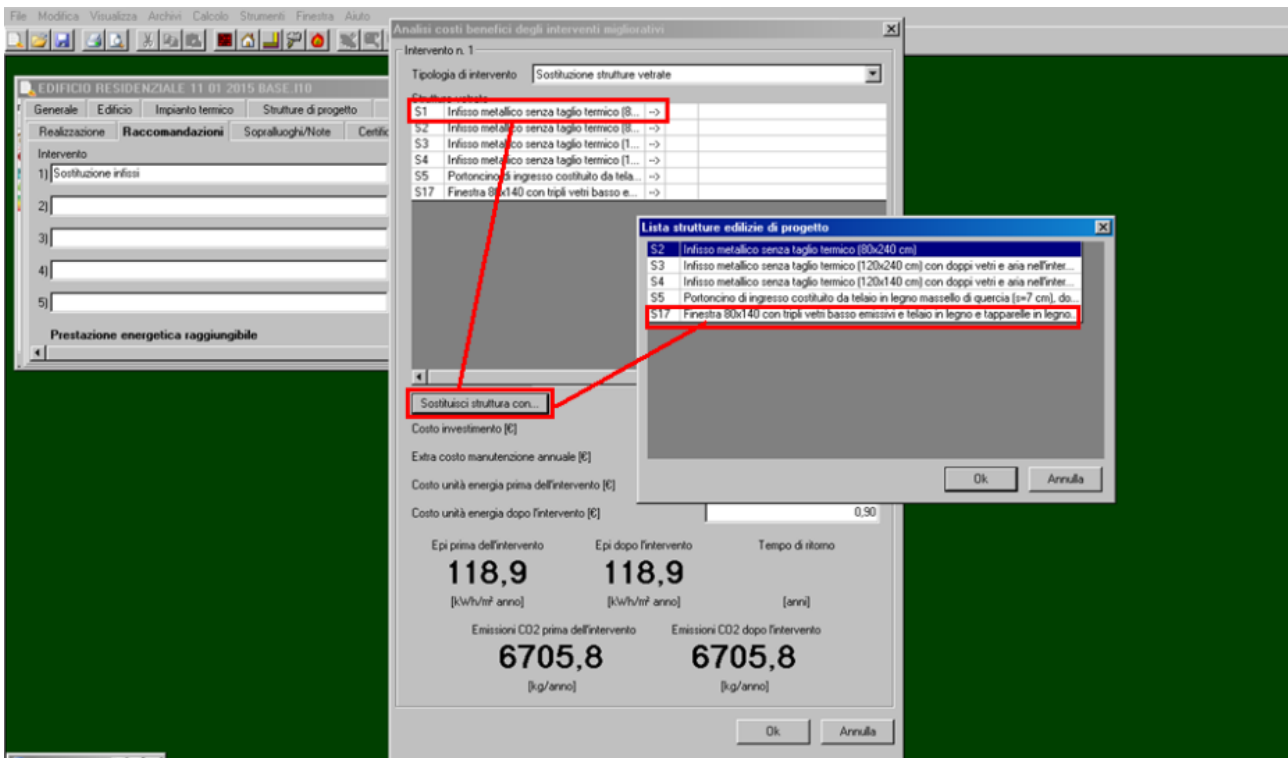 File Modifica Visualizza Archivi Calcolo Strumenti Finestra Aiuto
EDIFICIO RESIDENZIALE 11 01 2015 BASE.I10
Generale Edificio Impianto termico Strutture di progetto
Realizzazione Raccomandazioni Sopralluoghi/Note Certific
Intervento
1) Sostituzione infissi
2)
3)
4)
5)
Prestazione energetica raggiungibile
Analisi costi benefici degli interventi migliorativi
Intervento n. 1
Tipologia di intervento Sostituzione strutture vetrate
Strutture vetrate
S1 Infisso metallico senza taglio termico (8... -->
S2 Infisso metallico senza taglio termico (8... -->
S3 Infisso metallico senza taglio termico (1... -->
S4 Infisso metallico senza taglio termico (1... -->
S5 Portoncino di ingresso costituito da tela... -->
S17 Finestra 80x140 con tripli vetri basso e... -->
Lista strutture edilizie di progetto
S2 Infisso metallico senza taglio termico (80x240 cm)
S3 Infisso metallico senza taglio termico (120x240 cm) con doppi vetri e aria nell'inter...
S4 Infisso metallico senza taglio termico (120x140 cm) con doppi vetri e aria nell'inter...
S5 Portoncino di ingresso costituito da telaio in legno massello di quercia (s=7 cm), do...
S17 Finestra 80x140 con tripli vetri basso emissivi e telaio in legno e tapparelle in legno...
Ok Annulla
Sostituisci struttura con...
Costo investimento [€]
Extra costo manutenzione annuale [€]
Costo unità energia prima dell'intervento [€]
Costo unità energia dopo l'intervento [€] 0,90
Epi prima dell'intervento Epi dopo l'intervento Tempo di ritorno
118,9 118,9
[kWh/m² anno] [kWh/m² anno] [anni]
Emissioni CO2 prima dell'intervento Emissioni CO2 dopo l'intervento
6705,8 6705,8
[kg/anno] [kg/anno]
Ok Annulla